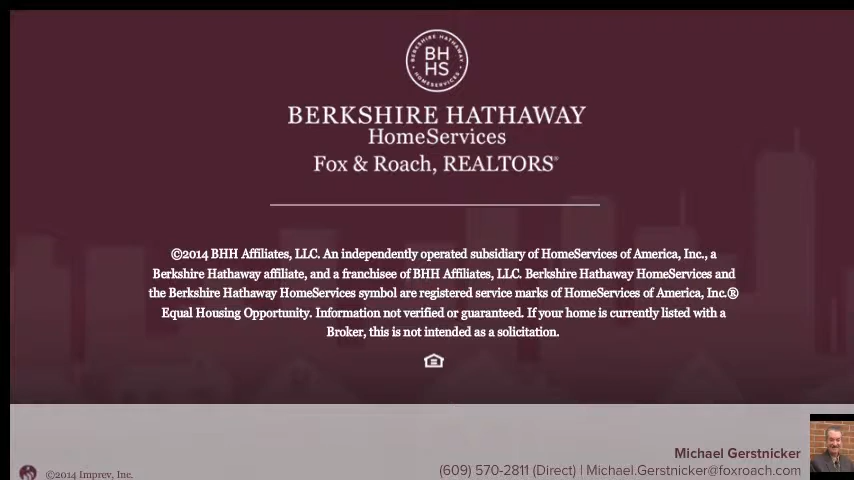 BERKSHIRE HATHAWAY
BH
HS
HOMESERVICES
BERKSHIRE HATHAWAY
HomeServices
Fox & Roach, REALTORS®
©2014 BHH Affiliates, LLC. An independently operated subsidiary of HomeServices of America, Inc., a
Berkshire Hathaway affiliate, and a franchisee of BHH Affiliates, LLC. Berkshire Hathaway HomeServices and
the Berkshire Hathaway HomeServices symbol are registered service marks of HomeServices of America, Inc.®
Equal Housing Opportunity. Information not verified or guaranteed. If your home is currently listed with a
Broker, this is not intended as a solicitation.
Michael Gerstnicker
(609) 570-2811 (Direct) | Michael.Gerstnicker@foxroach.com
©2014 Imprev, Inc.